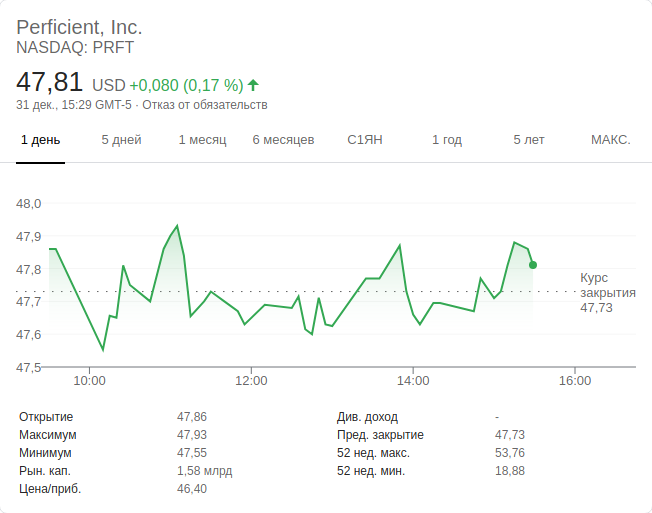 Perficient, Inc.
NASDAQ: PRFT
47,81 USD +0,080 (0,17 %)
31 дек., 15:29 GMT-5 · Отказ от обязательств
1 день 5 дней 1 месяц 6 месяцев С1ЯН 1 год 5 лет МАКС.
48,0
47,9
47,8
47,7
47,6
47,5
Курс
закрытия
47,73
10:00 12:00 14:00 16:00
Открытие 47,86 Див. доход -
Максимум 47,93 Пред. закрытие 47,73
Минимум 47,55 52 нед. макс. 53,76
Рын. кап. 1,58 млрд 52 нед. мин. 18,88
Цена/приб. 46,40